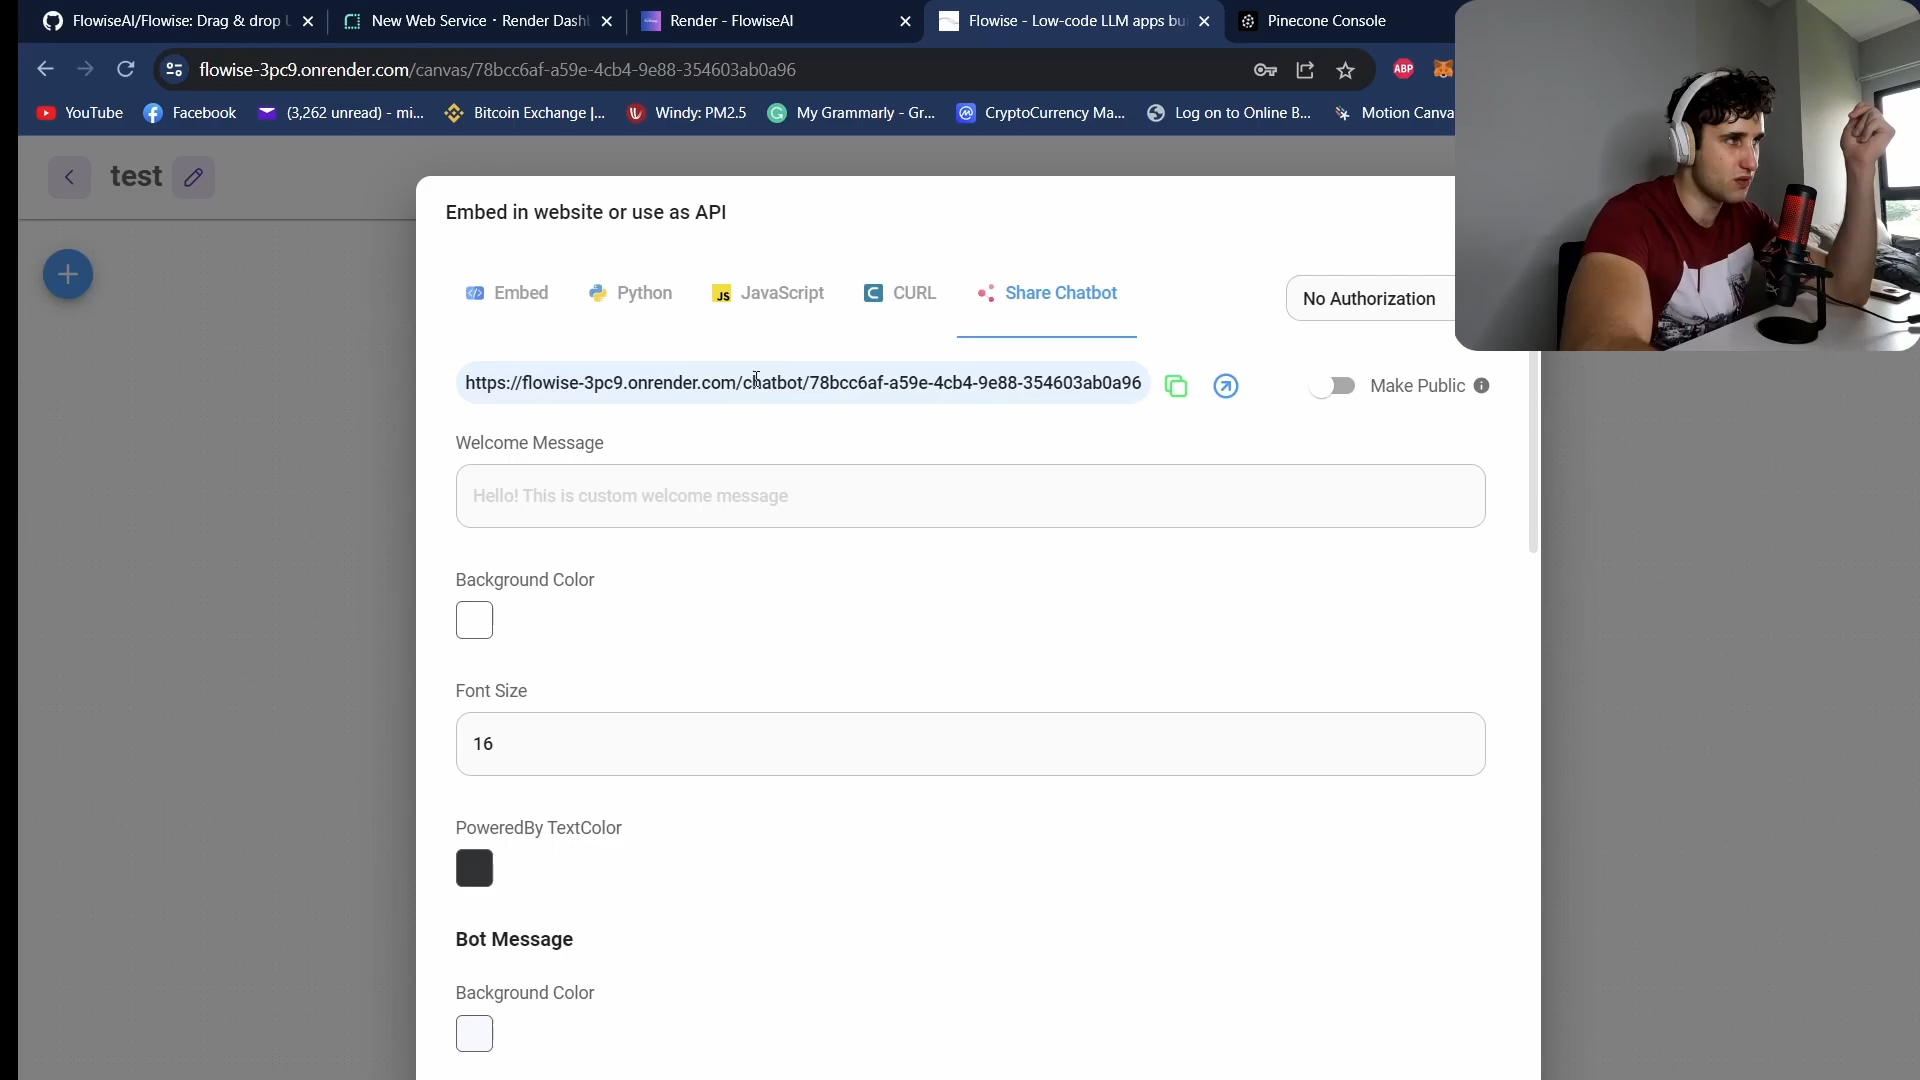 FlowiseAI/Flowise: Drag & drop
New Web Service · Render Dash
Render - FlowiseAI
Flowise - Low-code LLM apps bu
Pinecone Console
flowise-3pc9.onrender.com/canvas/78bcc6af-a59e-4cb4-9e88-354603ab0a96
ABP
YouTube
Facebook
(3,262 unread) - mi...
Bitcoin Exchange |...
Windy: PM2.5
My Grammarly - Gr...
CryptoCurrency Ma...
Log on to Online B...
Motion Canva
test
Embed in website or use as API
Embed
Python
JS JavaScript
CURL
Share Chatbot
No Authorization
https://flowise-3pc9.onrender.com/chatbot/78bcc6af-a59e-4cb4-9e88-354603ab0a96
Make Public
Welcome Message
Hello! This is custom welcome message
Background Color
Font Size
16
PoweredBy TextColor
Bot Message
Background Color